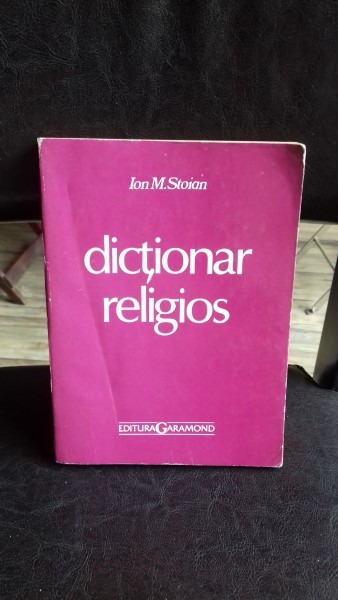 Ion M. Stoian
dicționar
religios
EDITURA GARAMOND